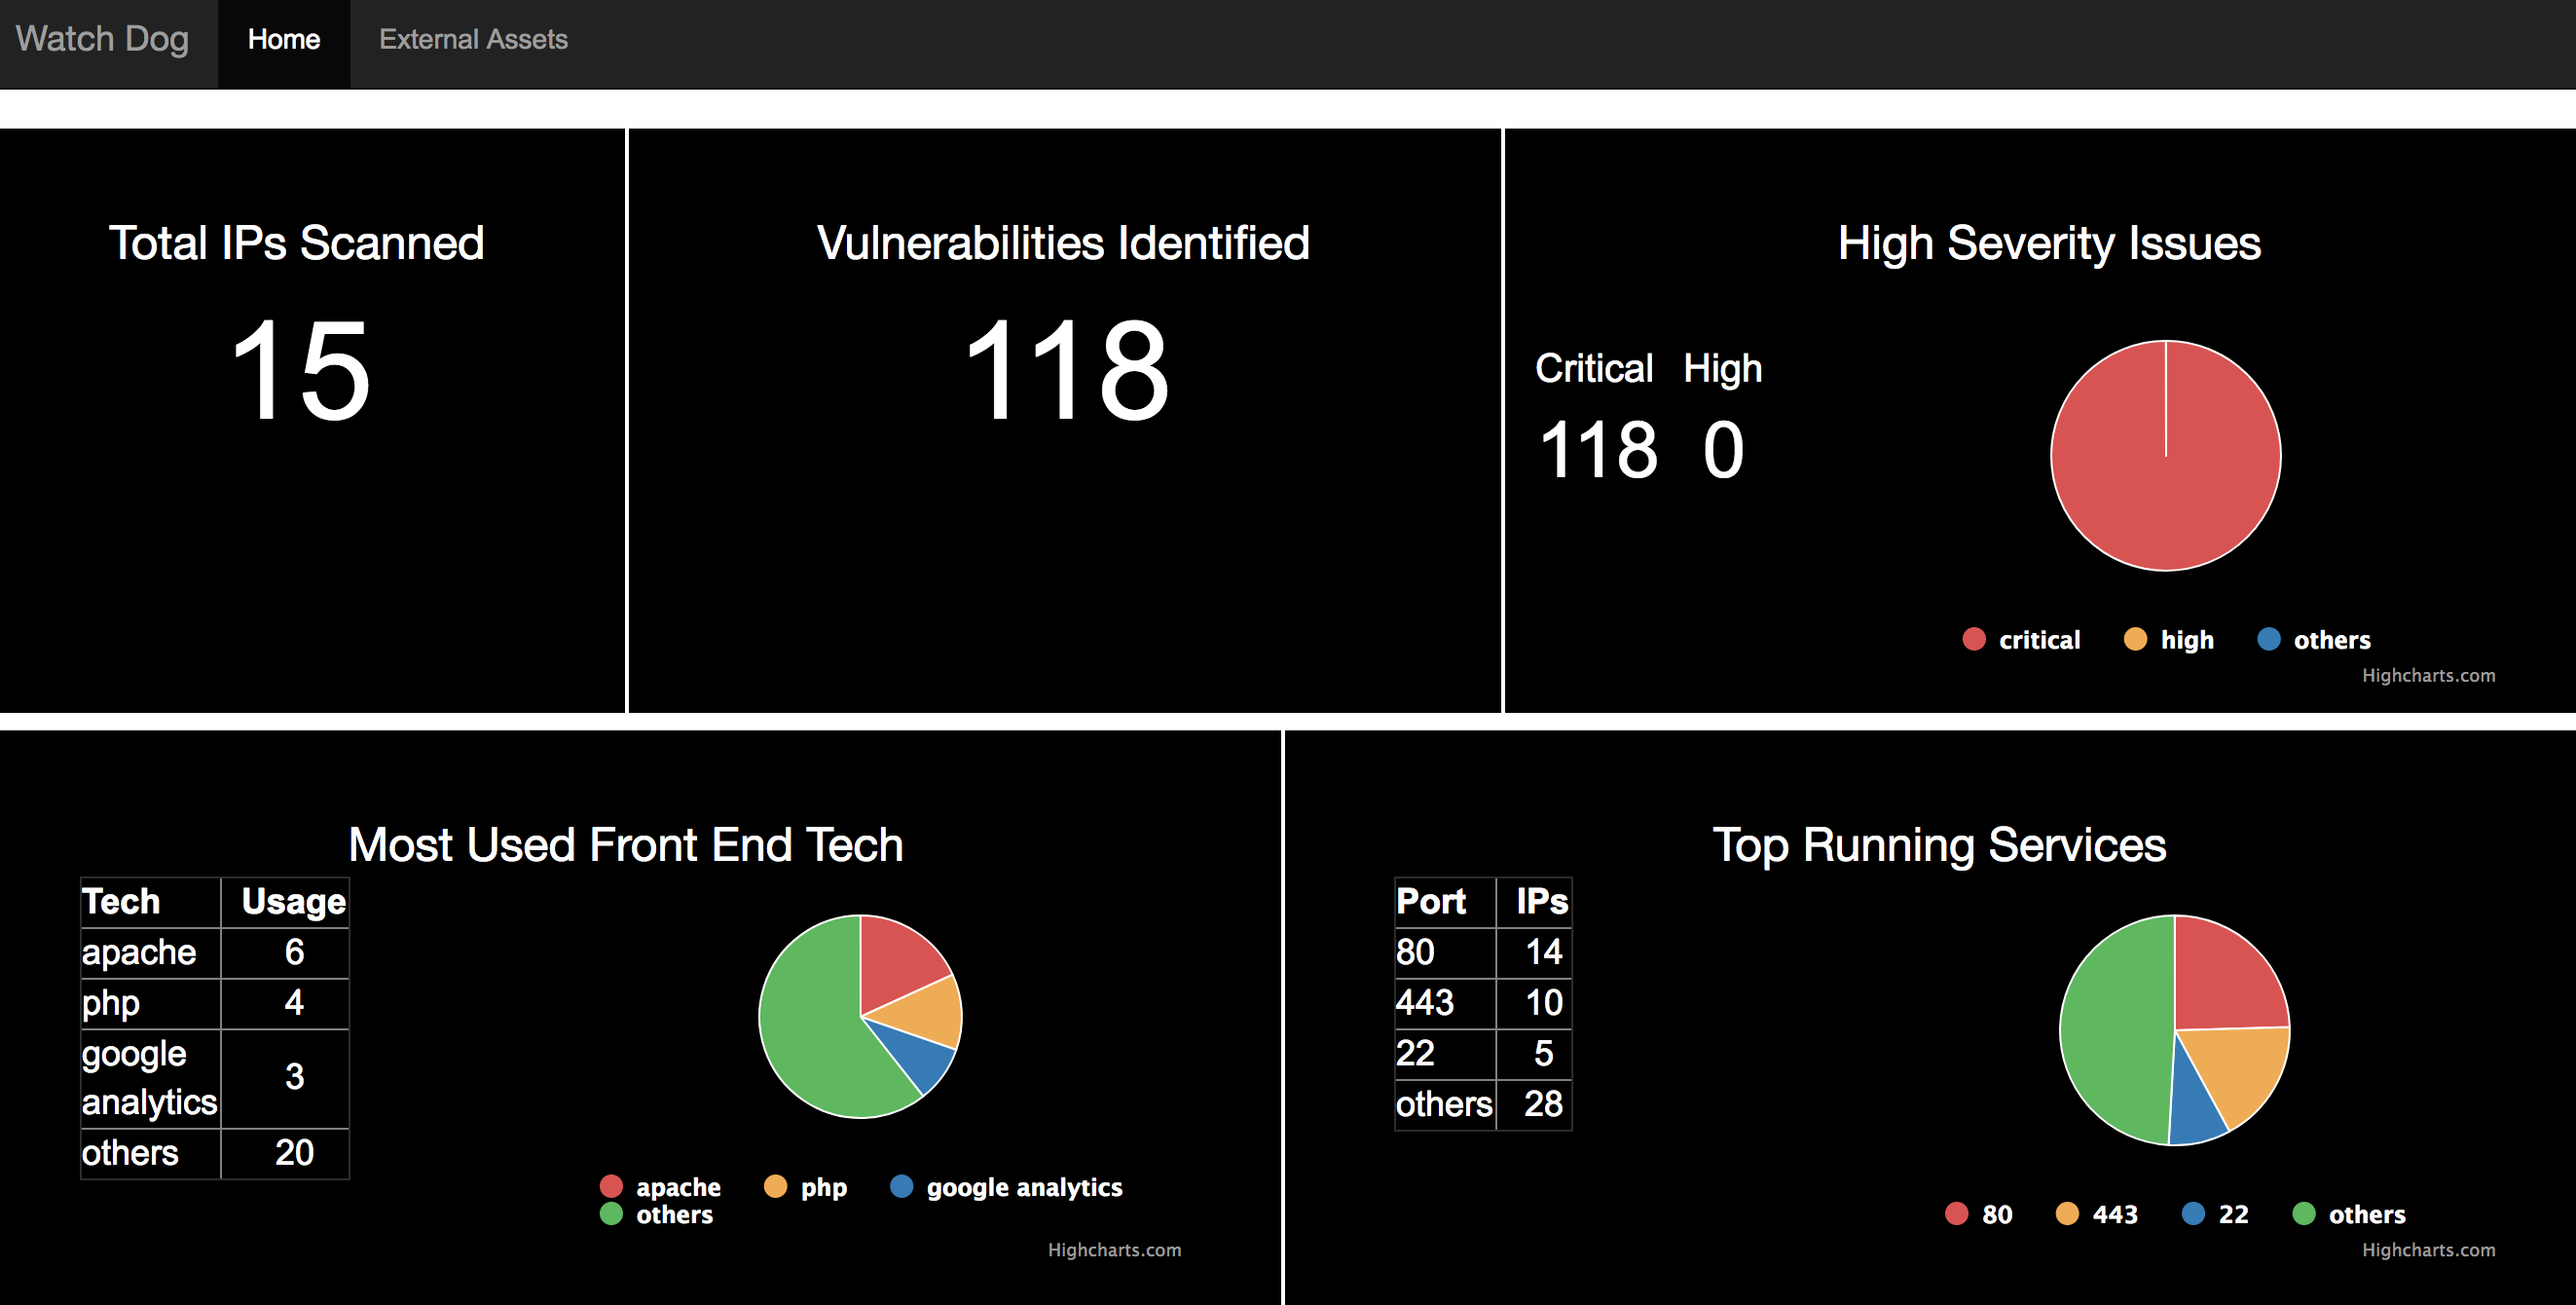 Watch Dog Home External Assets
Total IPs Scanned
15
Vulnerabilities Identified
118
High Severity Issues
Critical High
118 0
critical high others
Highcharts.com
Most Used Front End Tech
Tech Usage
apache 6
php 4
google
analytics 3
others 20
apache php google analytics
others
Highcharts.com
Top Running Services
Port IPs
80 14
443 10
22 5
others 28
80 443 22 others
Highcharts.com